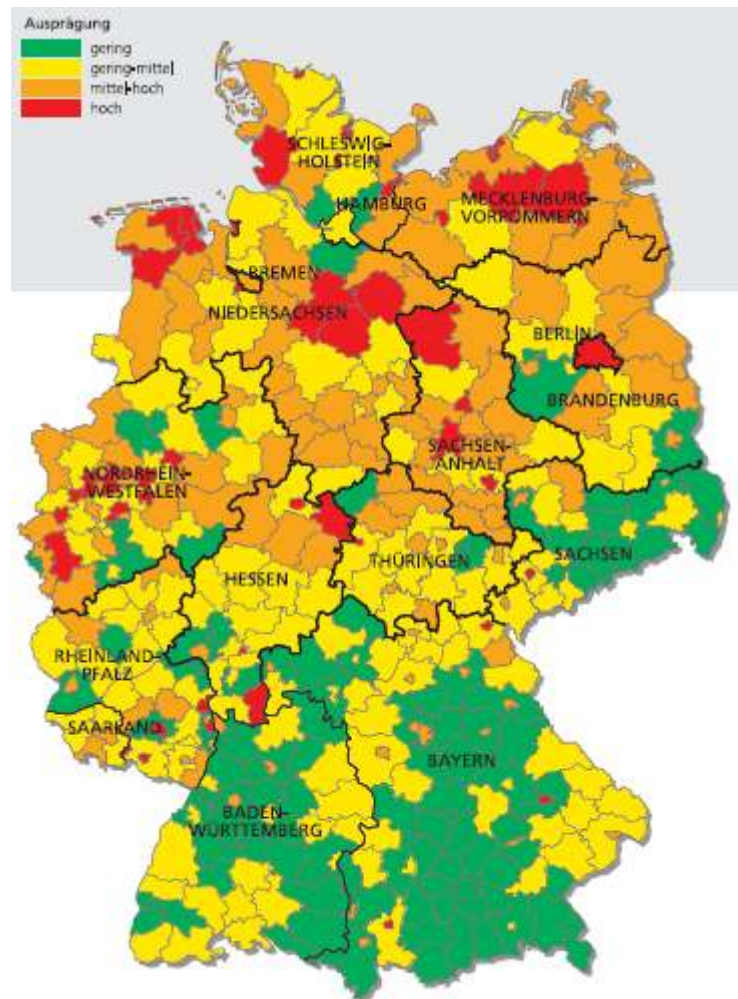 Ausprägung
gering
gering-mittel
mittel-hoch
hoch
SCHLESWIG-
HOLSTEIN
HAMBURG
MECKLENBURG-
VORPOMMERN
BREMEN
NIEDERSACHSEN
BERLIN
BRANDENBURG
SACHSEN-
ANHALT
NORDRHEIN-
WESTFALEN
THÜRINGEN
SACHSEN
HESSEN
RHEINLAND-
PFALZ
SAARLAND
BAYERN
BADEN-
WÜRTTEMBERG